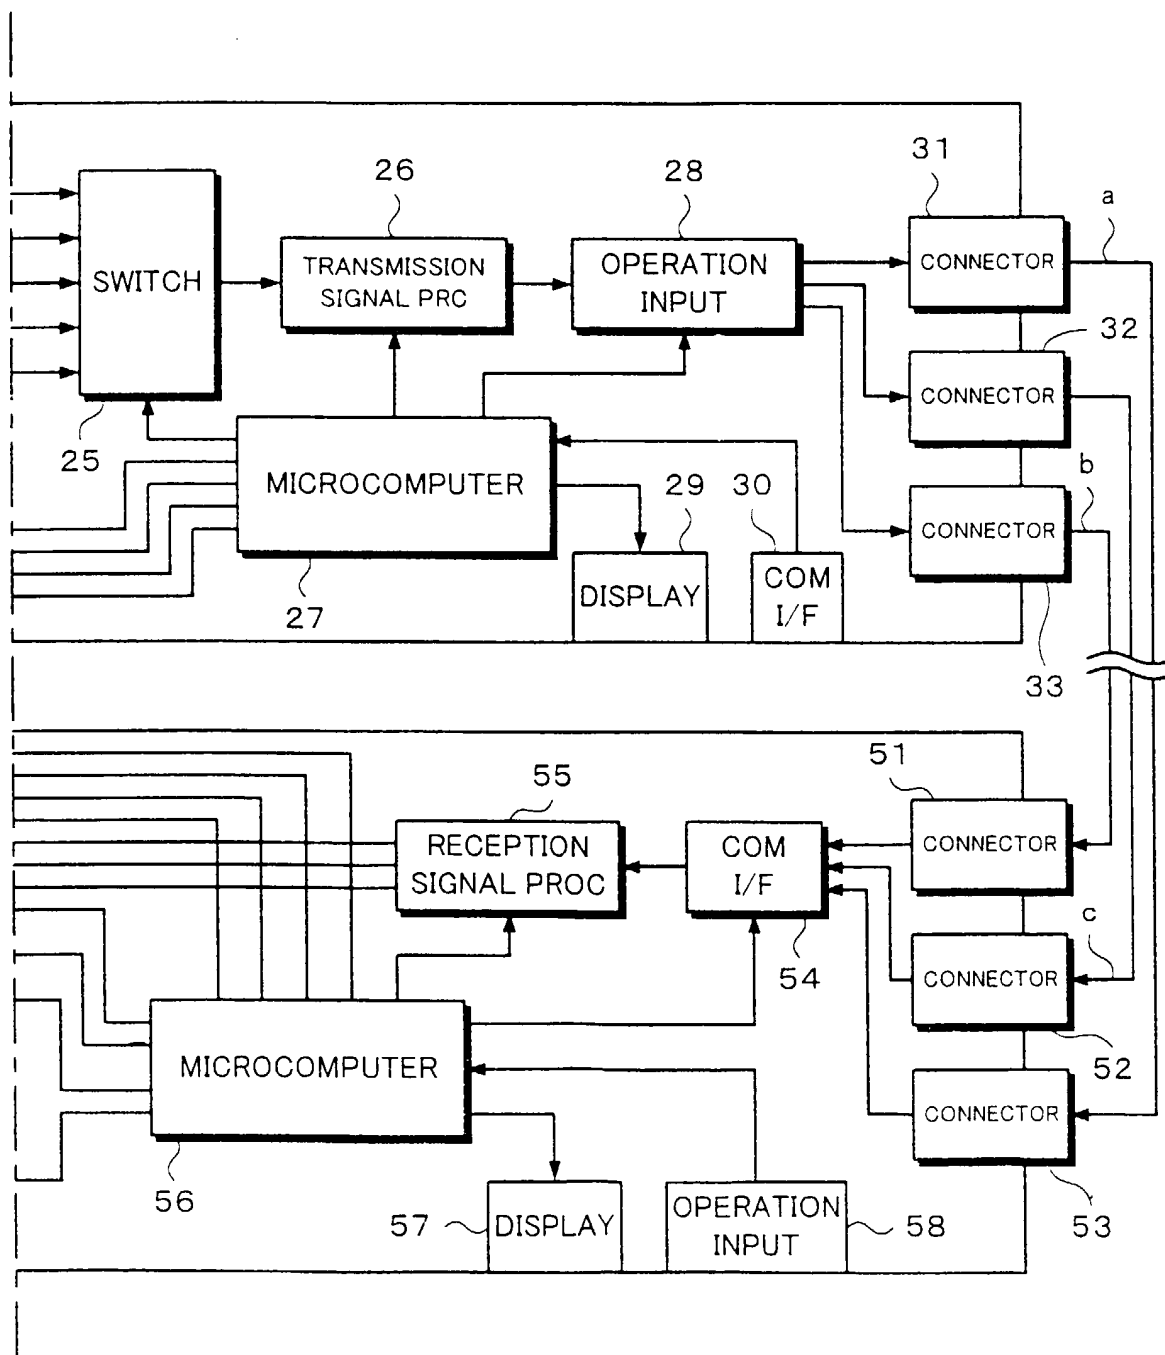 31
26
28
a
SWITCH
TRANSMISSION
SIGNAL PRC
OPERATION
INPUT
CONNECTOR
32
CONNECTOR
25
MICROCOMPUTER
29
30
b
CONNECTOR
DISPLAY
COM
I/F
27
33
51
55
RECEPTION
SIGNAL PROC
COM
I/F
CONNECTOR
c
54
CONNECTOR
MICROCOMPUTER
52
CONNECTOR
56
57
DISPLAY
OPERATION
INPUT
58
53